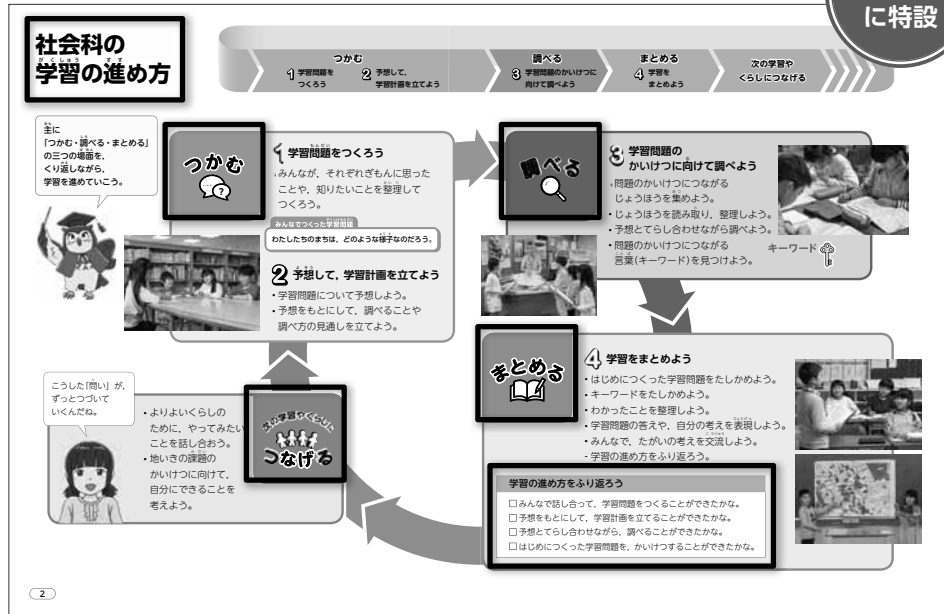 に特設
社会科の
学習の進め方
がくしゅう
すす
つかむ
1 学習問題を
つくろう
2 予想して，
学習計画を立てよう
調べる
3 学習問題のかいけつに
向けて調べよう
まとめる
4 学習を
まとめよう
次の学習や
くらしにつなげる
主に
「つかむ・調べる・まとめる」
の三つの場面を，
くり返しながら，
学習を進めていこう。
つかむ
?
1 学習問題をつくろう
・みんなが，それぞれぎもんに思った
ことや，知りたいことを整理して
つくろう。
みんなでつくった学習問題
わたしたちのまちは，どのような様子なのだろう。
2 予想して，学習計画を立てよう
・学習問題について予想しよう。
・予想をもとにして，調べることや
調べ方の見通しを立てよう。
調べる
3 学習問題の
かいけつに向けて調べよう
・問題のかいけつにつながる
じょうほうを集めよう。
・じょうほうを読み取り，整理しよう。
・予想とてらし合わせながら調べよう。
・問題のかいけつにつながる
言葉(キーワード)を見つけよう。
キーワード
まとめる
4 学習をまとめよう
・はじめにつくった学習問題をたしかめよう。
・キーワードをたしかめよう。
・わかったことを整理しよう。
・学習問題の答えや，自分の考えを表現しよう。
・みんなで，たがいの考えを交流しよう。
・学習の進め方をふり返ろう。
学習の進め方をふり返ろう
□みんなで話し合って，学習問題をつくることができたかな。
□予想をもとにして，学習計画を立てることができたかな。
□予想とてらし合わせながら，調べることができたかな。
□はじめにつくった学習問題を，かいけつすることができたかな。
次の学習やくらしに
つなげる
・よりよいくらしの
ために，やってみたい
ことを話し合おう。
・地いきの課題の
かいけつに向けて，
自分にできることを
考えよう。
こうした「問い」が，
ずっとつづいて
いくんだね。
2